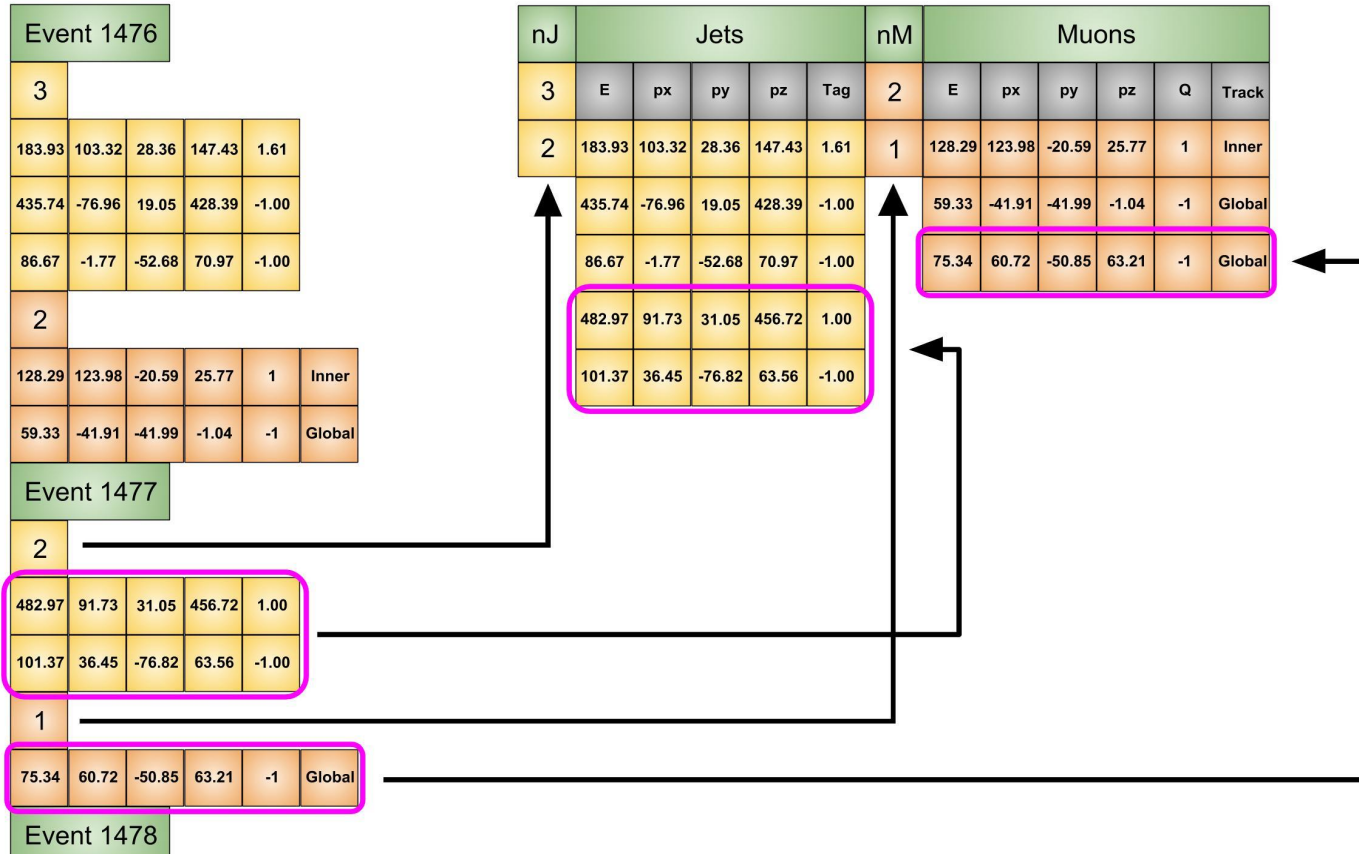 Event 1476
3
183.93 103.32 28.36 147.43 1.61
435.74 -76.96 19.05 428.39 -1.00
86.67 -1.77 -52.68 70.97 -1.00
2
128.29 123.98 -20.59 25.77 1 Inner
59.33 -41.91 -41.99 -1.04 -1 Global
Event 1477
2
482.97 91.73 31.05 456.72 1.00
101.37 36.45 -76.82 63.56 -1.00
1
75.34 60.72 -50.85 63.21 -1 Global
Event 1478
nJ Jets nM Muons
3 E px py pz Tag 2 E px py pz Q Track
2 183.93 103.32 28.36 147.43 1.61 1 128.29 123.98 -20.59 25.77 1 Inner
435.74 -76.96 19.05 428.39 -1.00 59.33 -41.91 -41.99 -1.04 -1 Global
86.67 -1.77 -52.68 70.97 -1.00 75.34 60.72 -50.85 63.21 -1 Global
482.97 91.73 31.05 456.72 1.00
101.37 36.45 -76.82 63.56 -1.00